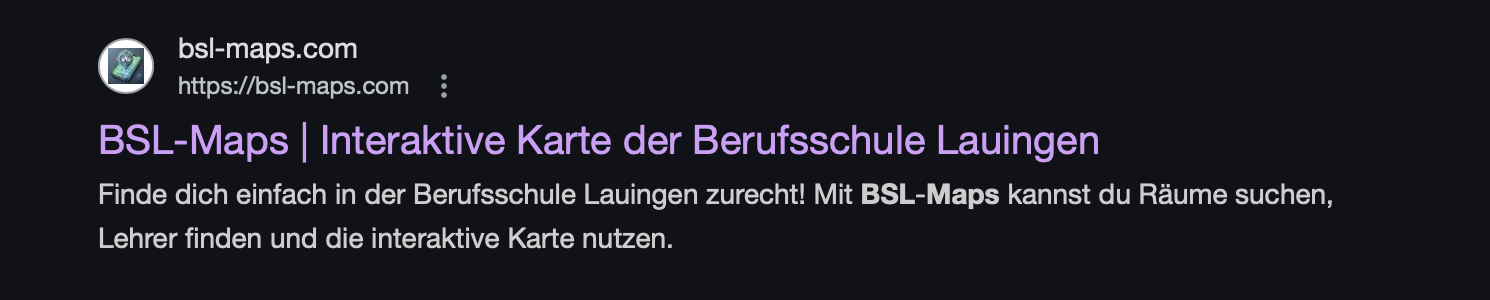 bsl-maps.com
https://bsl-maps.com
BSL-Maps | Interaktive Karte der Berufsschule Lauingen
Finde dich einfach in der Berufsschule Lauingen zurecht! Mit BSL-Maps kannst du Räume suchen,
Lehrer finden und die interaktive Karte nutzen.